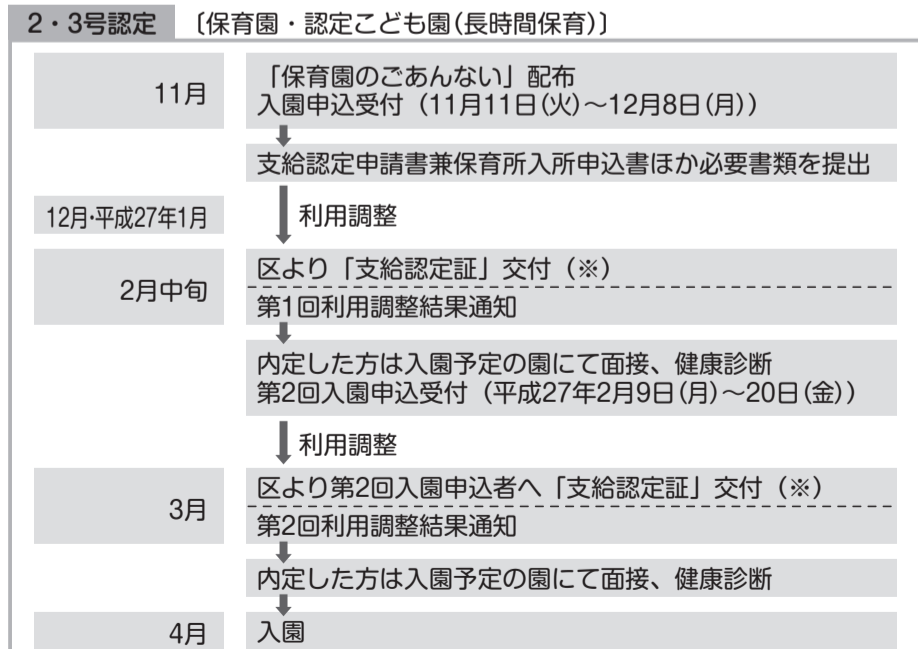 2・3号認定 〔保育園・認定こども園(長時間保育)〕
11月
「保育園のごあんない」配布
入園申込受付（11月11日(火)～12月8日(月)）
支給認定申請書兼保育所入所申込書ほか必要書類を提出
12月・平成27年1月
利用調整
2月中旬
区より「支給認定証」交付（※）
第1回利用調整結果通知
内定した方は入園予定の園にて面接、健康診断
第2回入園申込受付（平成27年2月9日(月)～20日(金)）
利用調整
3月
区より第2回入園申込者へ「支給認定証」交付（※）
第2回利用調整結果通知
内定した方は入園予定の園にて面接、健康診断
4月
入園